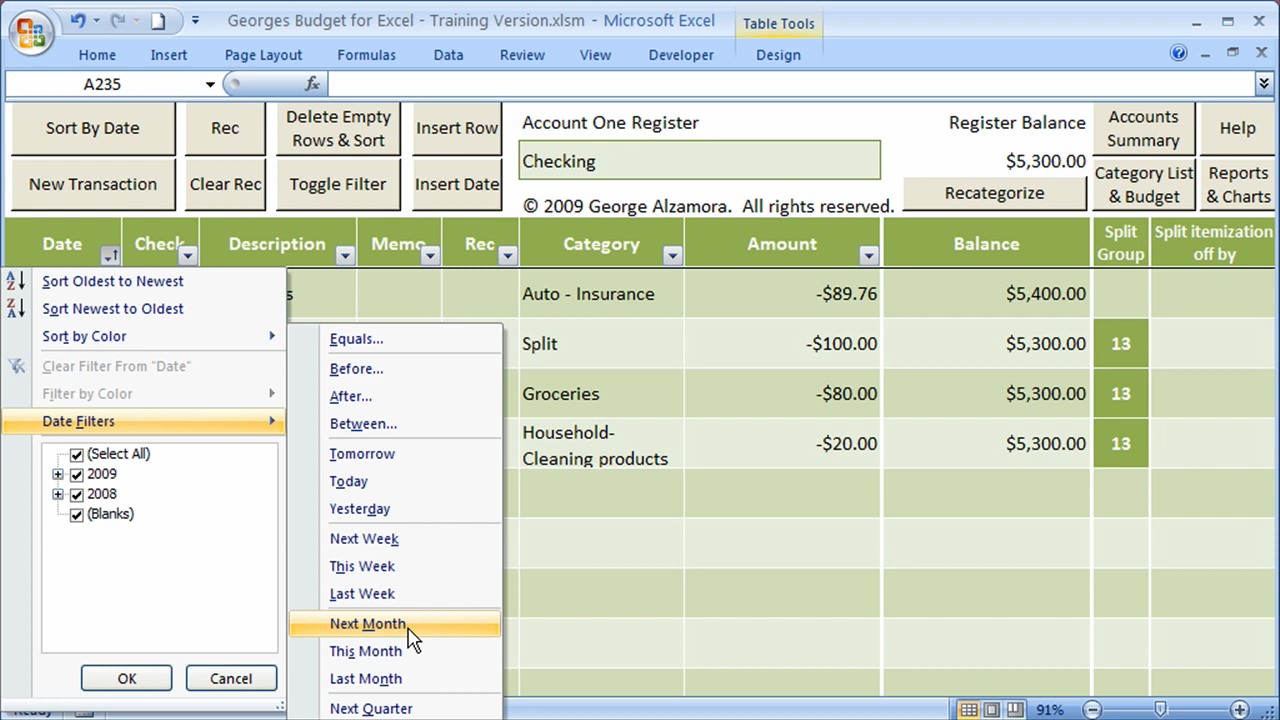 Georges Budget for Excel - Training Version.xlsm - Microsoft Excel
Table Tools
Home Insert Page Layout Formulas Data Review View Developer Design
A235 fx
Sort By Date
Rec
Delete Empty
Rows & Sort
Insert Row
Account One Register
Register Balance
Accounts
Summary
Help
Checking
$5,300.00
New Transaction
Clear Rec
Toggle Filter
Insert Date
© 2009 George Alzamora. All rights reserved.
Recategorize
Category List
& Budget
Reports
& Charts
Date Check Description Memo Rec Category Amount Balance
Split
Group
Split itemization
off by
s Auto - Insurance -$89.76 $5,400.00
Split -$100.00 $5,300.00 13
Groceries -$80.00 $5,300.00 13
Household-
Cleaning products
-$20.00 $5,300.00 13
Sort Oldest to Newest
Sort Newest to Oldest
Sort by Color
Clear Filter From "Date"
Filter by Color
Date Filters
(Select All)
2009
2008
(Blanks)
OK Cancel
Equals...
Before...
After...
Between...
Tomorrow
Today
Yesterday
Next Week
This Week
Last Week
Next Month
This Month
Last Month
Next Quarter
Ready
91%